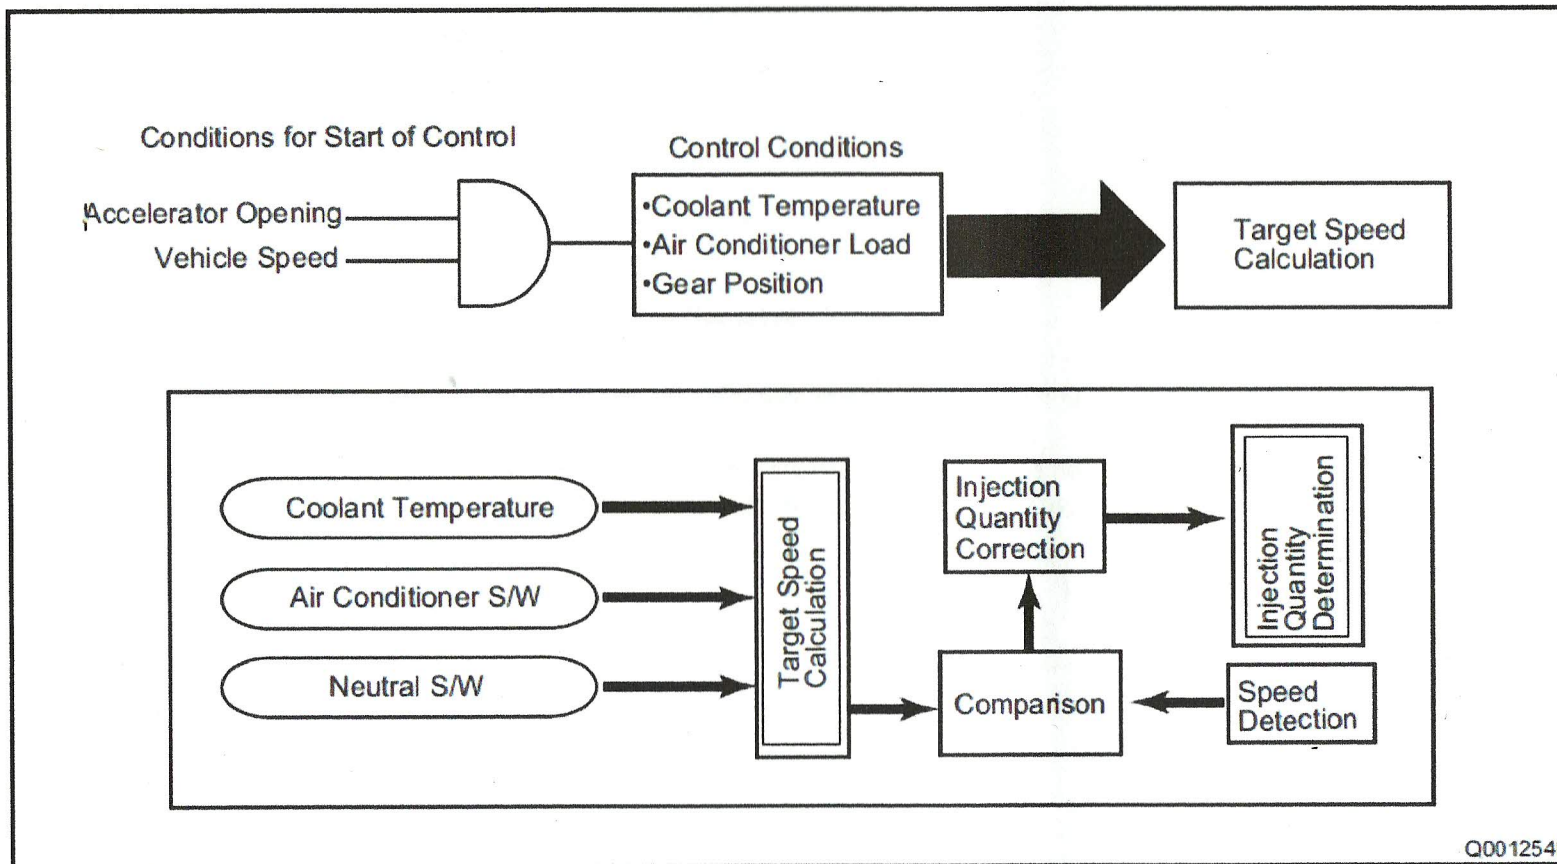 Conditions for Start of Control
Accelerator Opening
Vehicle Speed
Control Conditions
•Coolant Temperature
•Air Conditioner Load
•Gear Position
Target Speed
Calculation
Coolant Temperature
Air Conditioner S/W
Neutral S/W
Target Speed
Calculation
Injection
Quantity
Correction
Comparison
Injection
Quantity
Determination
Speed
Detection
Q001254